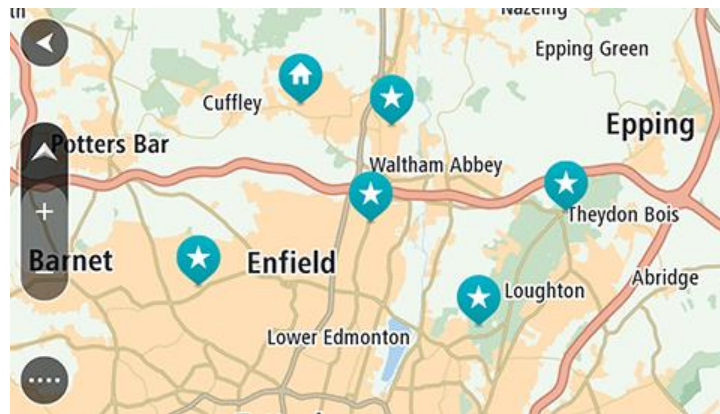 Nazeing
Epping Green
Cuffley
Epping
Potters Bar
Waltham Abbey
Theydon Bois
Barnet
Enfield
Loughton
Abridge
Lower Edmonton